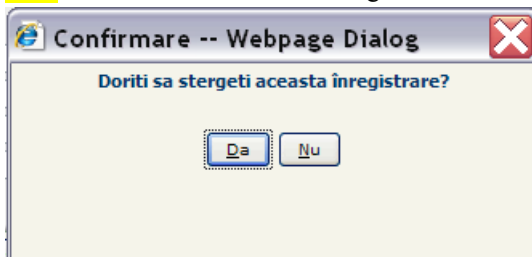 Confirmare -- Webpage Dialog
Doriti sa stergeti aceasta înregistrare?
Da Nu